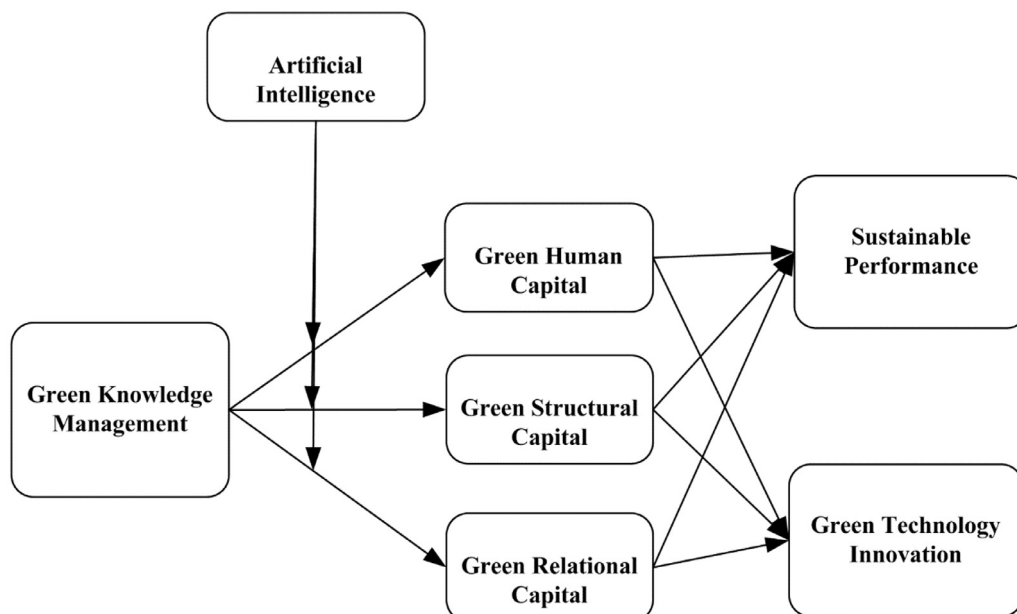 Artificial
Intelligence
Green Human
Capital
Sustainable
Performance
Green Knowledge
Management
Green Structural
Capital
Green Relational
Capital
Green Technology
Innovation